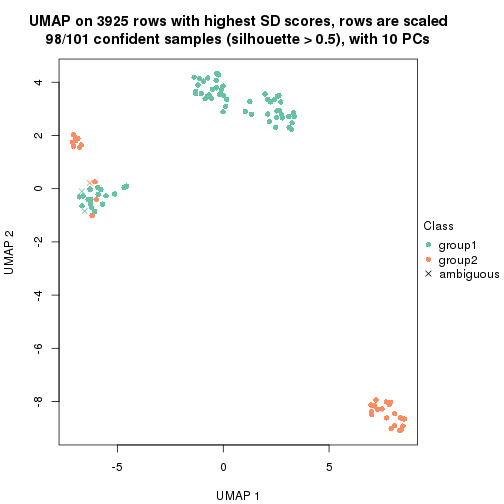 UMAP on 3925 rows with highest SD scores, rows are scaled
98/101 confident samples (silhouette > 0.5), with 10 PCs
4
2
0
-2
-4
-6
-8
UMAP 2
-5
0
5
UMAP 1
Class
group1
group2
ambiguous